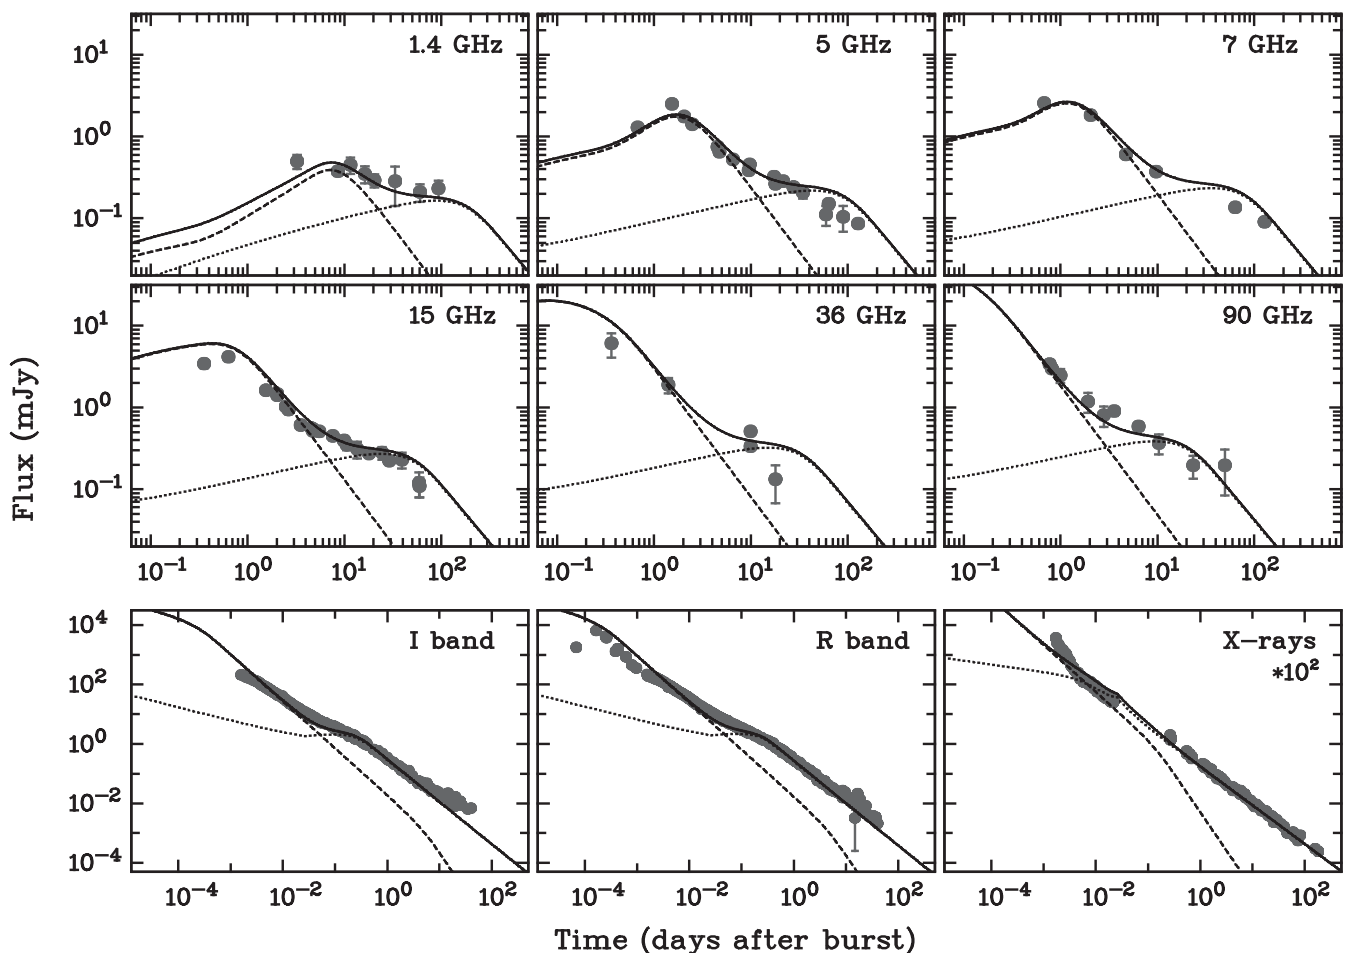 1.4 GHz
5 GHz
7 GHz
10¹
10⁰
10⁻¹
15 GHz
36 GHz
90 GHz
10¹
10⁰
10⁻¹
10⁻¹ 10⁰ 10¹ 10²
10⁻¹ 10⁰ 10¹ 10²
10⁻¹ 10⁰ 10¹ 10²
Flux (mJy)
I band
R band
X-rays
*10²
10⁴
10²
10⁰
10⁻²
10⁻⁴
10⁻⁴ 10⁻² 10⁰ 10²
10⁻⁴ 10⁻² 10⁰ 10²
10⁻⁴ 10⁻² 10⁰ 10²
Time (days after burst)